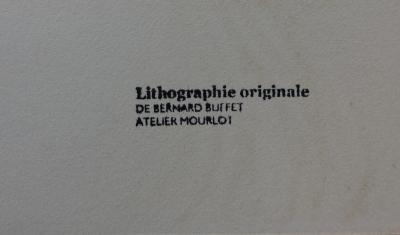 Lithographie originale
DE BERNARD BUFFET
ATELIER MOURLOT